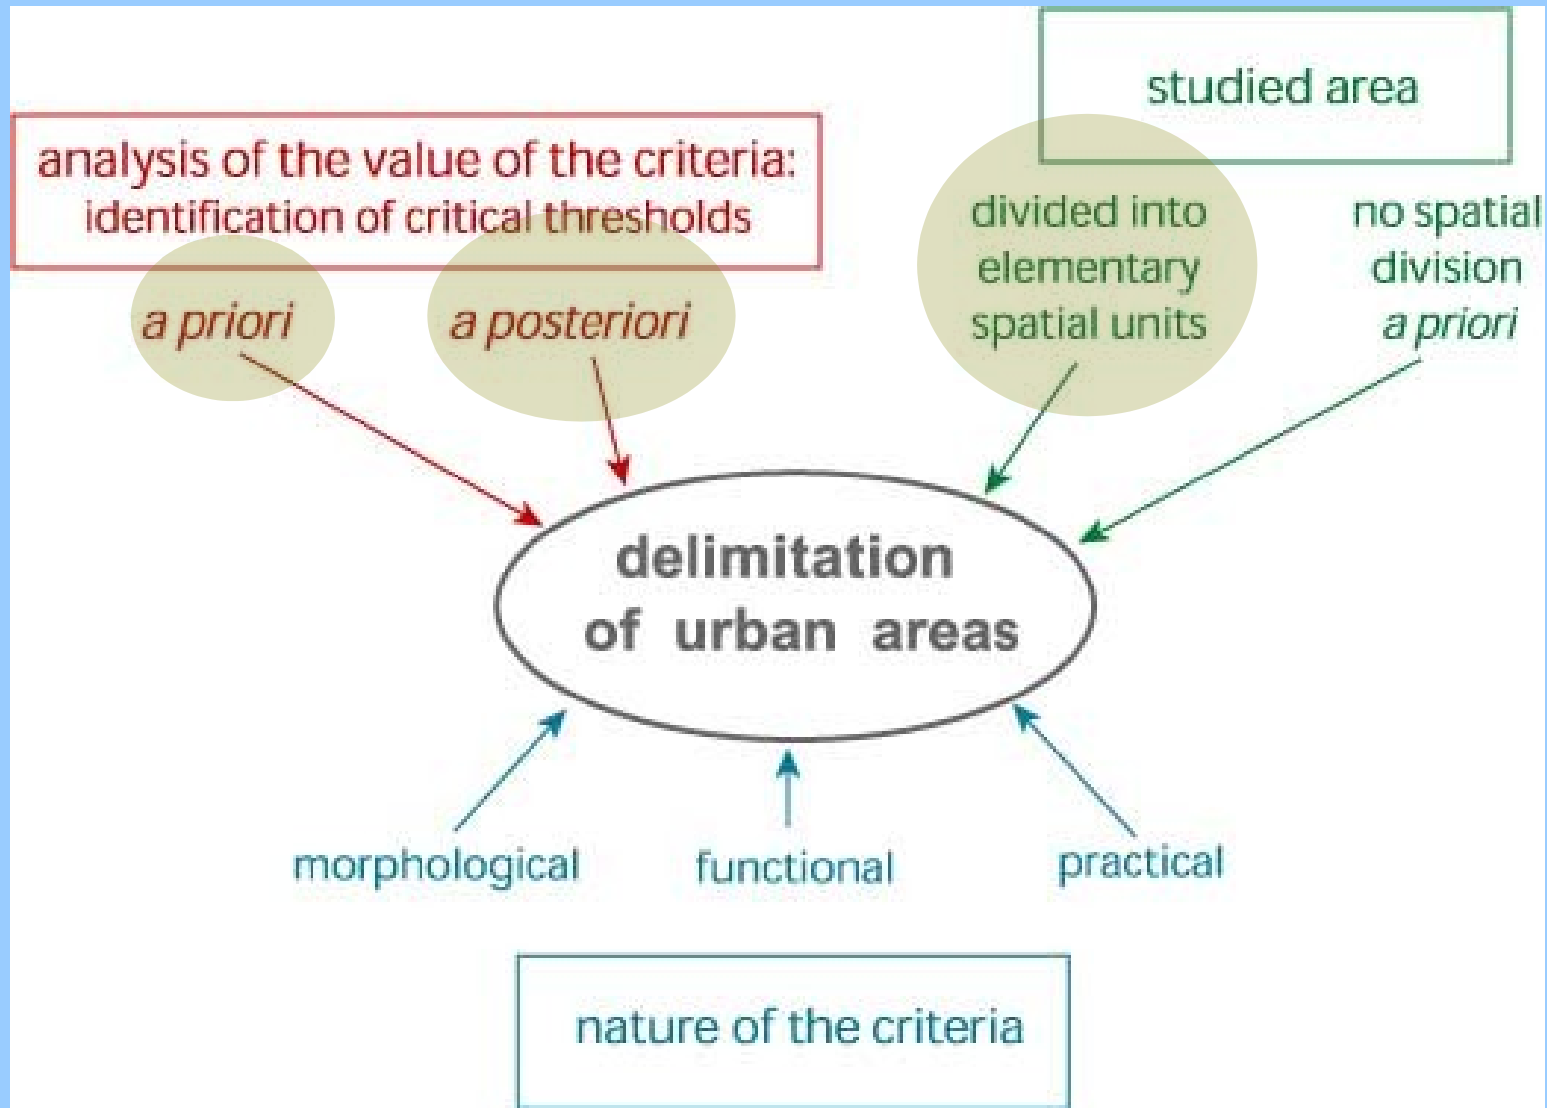 studied area
analysis of the value of the criteria:
identification of critical thresholds
a priori
a posteriori
divided into
elementary
spatial units
no spatial
division
a priori
delimitation
of urban areas
morphological
functional
practical
nature of the criteria